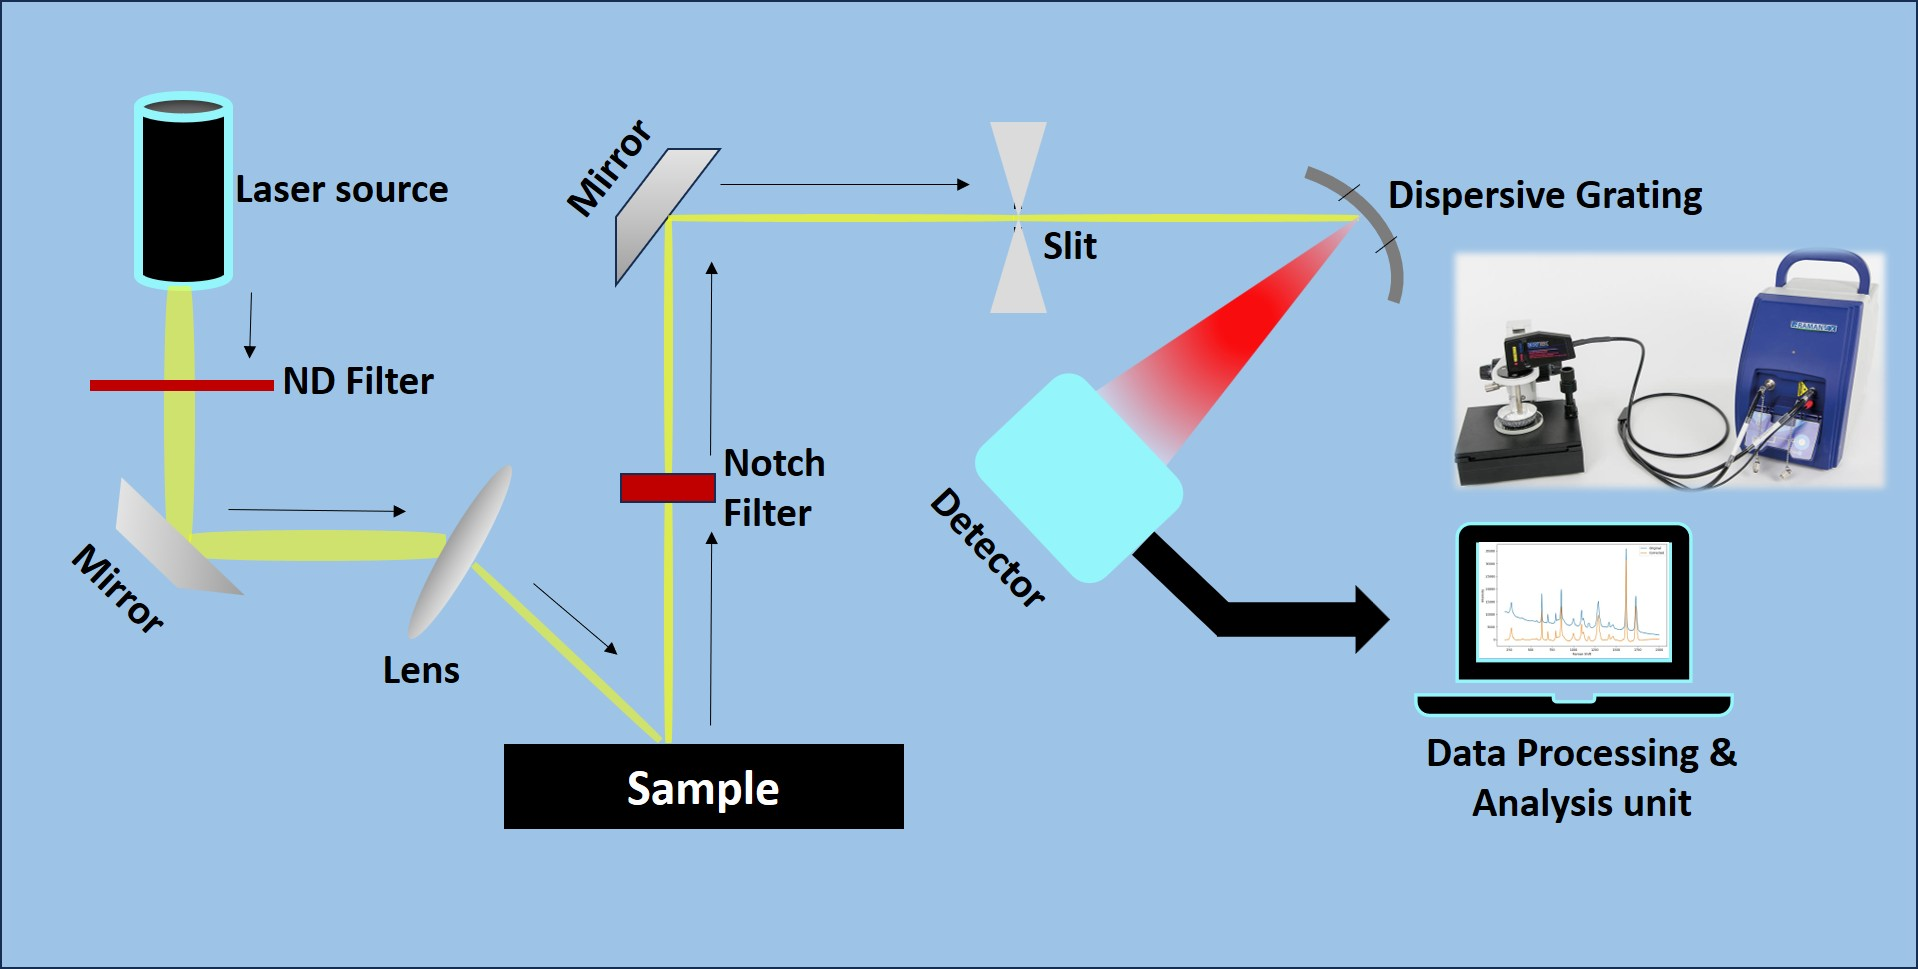 Laser source
ND Filter
Mirror
Lens
Sample
Notch
Filter
Mirror
Slit
Dispersive Grating
Detector
Data Processing &
Analysis unit